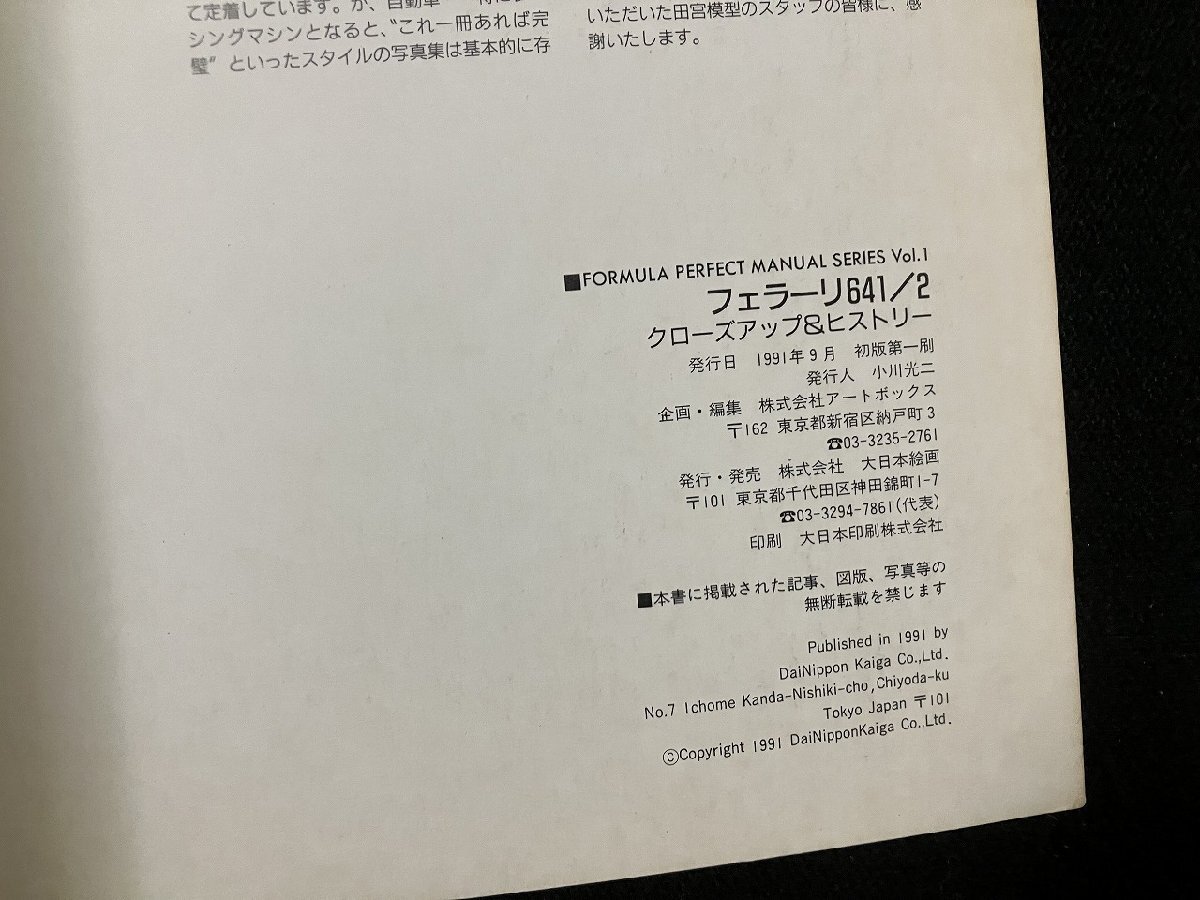 て定着しています。が、自動車
シングマシンとなると、“これ一冊あれば完
璧”といったスタイルの写真集は基本的に存
いただいた田宮模型のスタッフの皆様に、感
謝いたします。
■FORMULA PERFECT MANUAL SERIES Vol.1
フェラーリ641/2
クローズアップ&ヒストリー
発行日 1991年9月 初版第一刷
発行人 小川光二
企画・編集 株式会社アートボックス
〒162 東京都新宿区納戸町3
☎03-3235-2761
発行・発売 株式会社 大日本絵画
〒101 東京都千代田区神田錦町1-7
☎03-3294-7861(代表)
印刷 大日本印刷株式会社
■本書に掲載された記事、図版、写真等の
無断転載を禁じます
Published in 1991 by
DaiNippon Kaiga Co.,Ltd.
No.7 1chome Kanda-Nishiki-cho,Chiyoda-ku
Tokyo Japan 〒101
©Copyright 1991 DaiNipponKaiga Co.,Ltd.